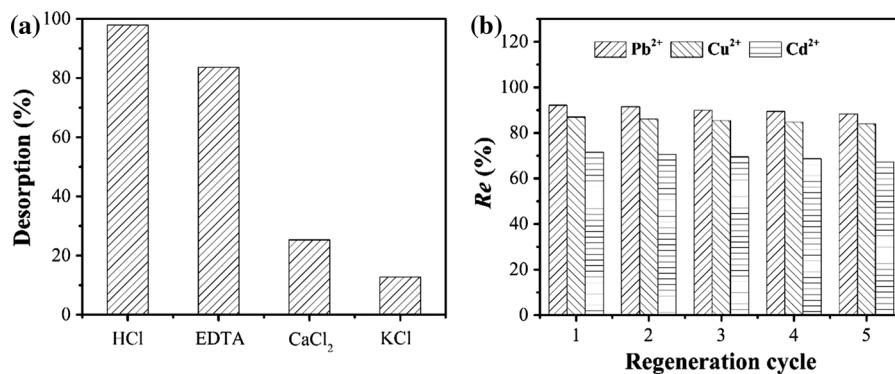 (a)
Desorption (%)
100
80
60
40
20
0
HCl
EDTA
CaCl₂
KCl
(b)
Re (%)
120
100
80
60
40
20
0
Pb²⁺
Cu²⁺
Cd²⁺
1
2
3
4
5
Regeneration cycle